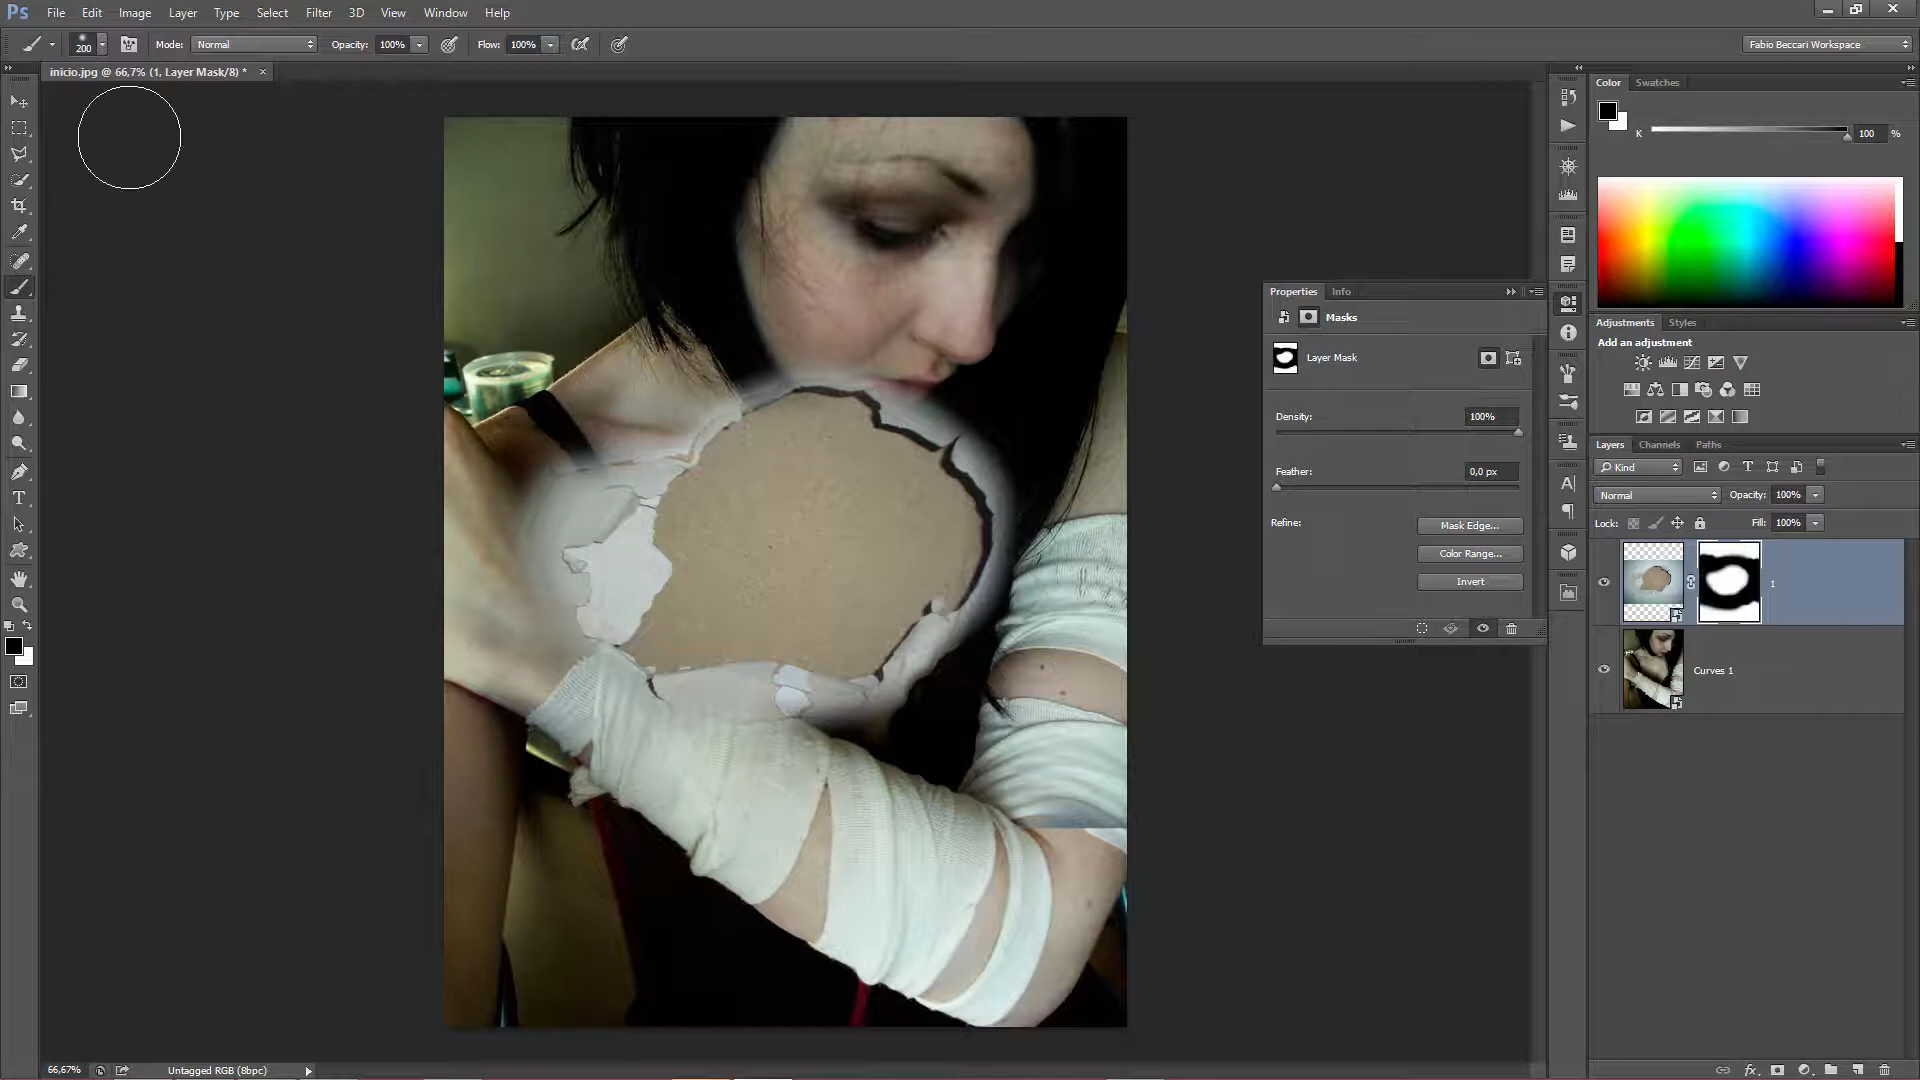 Ps File Edit Image Layer Type Select Filter 3D View Window Help
200 Mode: Normal Opacity: 100% Flow: 100% Fabio Beccari Workspace
inicio.jpg @ 66,7% (1, Layer Mask/8) * ×
Color Swatches
K 100 %
Properties Info
Masks
Layer Mask
Density: 100%
Feather: 0,0 px
Refine: Mask Edge...
Color Range...
Invert
Adjustments Styles
Add an adjustment
Layers Channels Paths
Kind
Normal Opacity: 100%
Lock: Fill: 100%
1
Curves 1
66,67% Untagged RGB (8bpc)